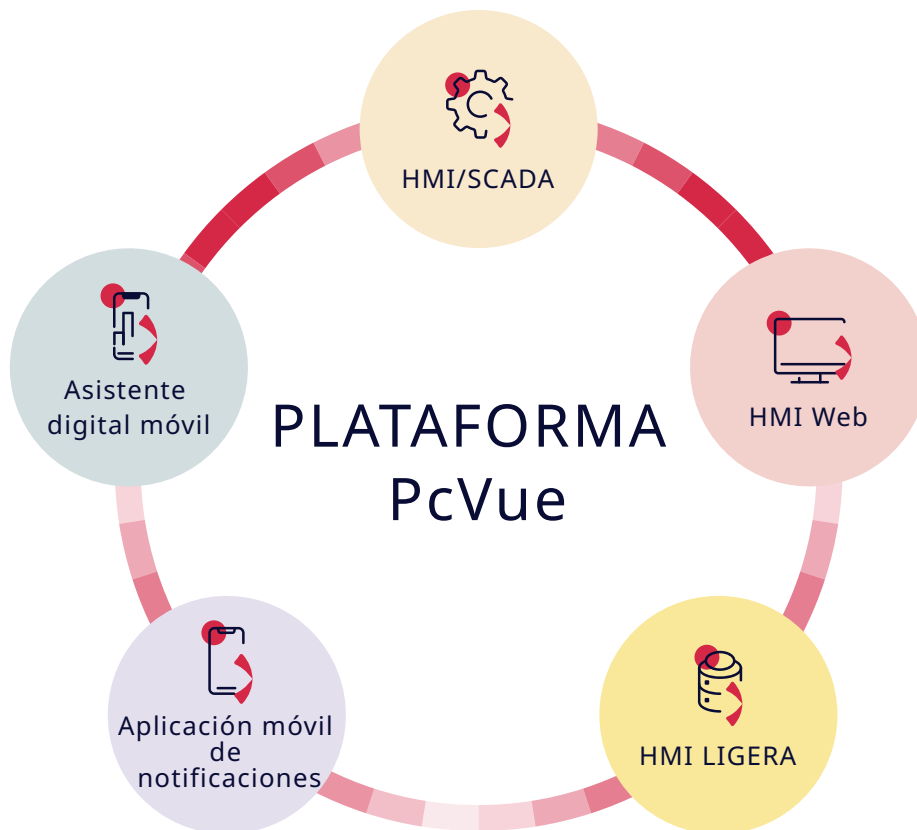 HMI/SCADA
Asistente
digital móvil
HMI Web
PLATAFORMA
PcVue
Aplicación móvil
de
notificaciones
HMI LIGERA